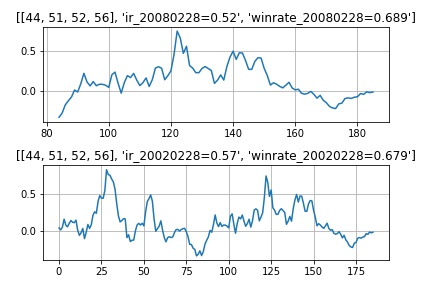 [[44, 51, 52, 56], 'ir_20080228=0.52', 'winrate_20080228=0.689']
0.5
0.0
80 100 120 140 160 180
[[44, 51, 52, 56], 'ir_20020228=0.57', 'winrate_20020228=0.679']
0.5
0.0
0 25 50 75 100 125 150 175